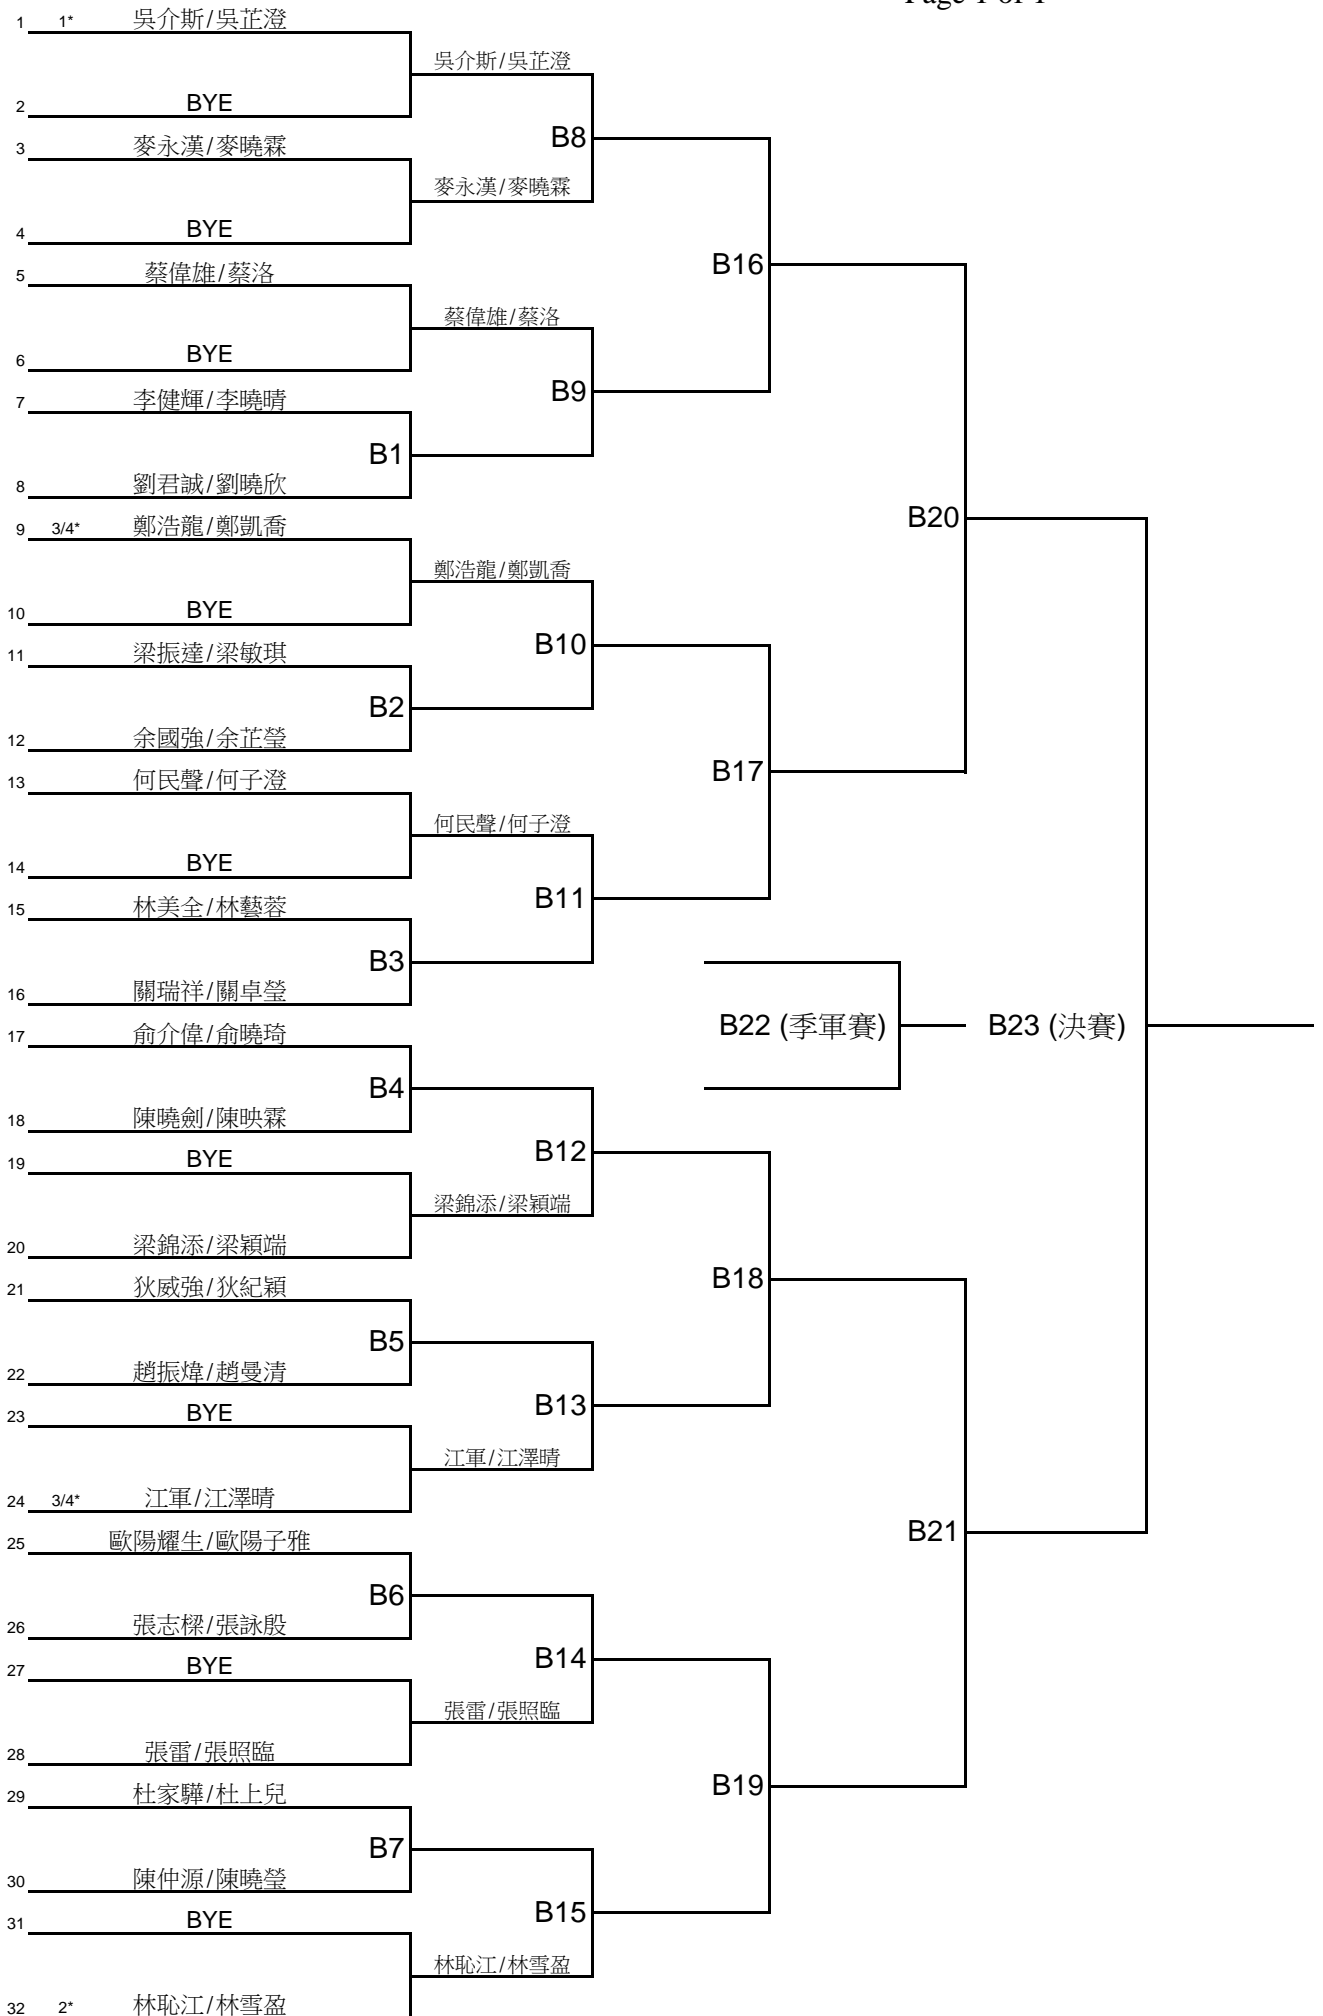 Page 1 of 1
1 1* 吳介斯/吳芷澄
吳介斯/吳芷澄
2 BYE
B8
3 麥永漢/麥曉霖
麥永漢/麥曉霖
4 BYE
B16
5 蔡偉雄/蔡洛
蔡偉雄/蔡洛
6 BYE
B9
7 李健輝/李曉晴
B1
8 劉君誠/劉曉欣
B20
9 3/4* 鄭浩龍/鄭凱喬
鄭浩龍/鄭凱喬
10 BYE
B10
11 梁振達/梁敏琪
B2
12 余國強/余芷瑩
B17
13 何民聲/何子澄
何民聲/何子澄
14 BYE
B11
15 林美全/林藝蓉
B3
16 關瑞祥/關卓瑩
B22 (季軍賽) B23 (決賽)
17 俞介偉/俞曉琦
B4
18 陳曉劍/陳映霖
B12
19 BYE
梁錦添/梁穎端
20 梁錦添/梁穎端
B18
21 狄威強/狄紀穎
B5
22 趙振煒/趙曼清
B13
23 BYE
江軍/江澤晴
24 3/4* 江軍/江澤晴
B21
25 歐陽耀生/歐陽子雅
B6
26 張志樑/張詠殷
B14
27 BYE
張雷/張照臨
28 張雷/張照臨
B19
29 杜家驊/杜上兒
B7
30 陳仲源/陳曉瑩
B15
31 BYE
林恥江/林雪盈
32 2* 林恥江/林雪盈